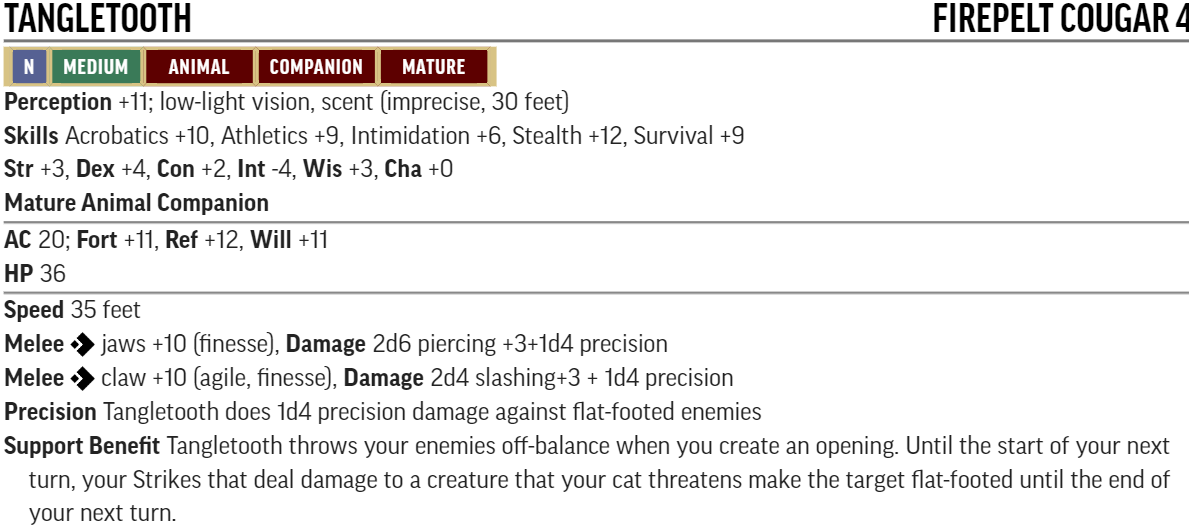 TANGLETOOTH FIREPELT COUGAR 4
N MEDIUM ANIMAL COMPANION MATURE
Perception +11; low-light vision, scent (imprecise, 30 feet)
Skills Acrobatics +10, Athletics +9, Intimidation +6, Stealth +12, Survival +9
Str +3, Dex +4, Con +2, Int -4, Wis +3, Cha +0
Mature Animal Companion
AC 20; Fort +11, Ref +12, Will +11
HP 36
Speed 35 feet
Melee jaws +10 (finesse), Damage 2d6 piercing +3+1d4 precision
Melee claw +10 (agile, finesse), Damage 2d4 slashing+3 + 1d4 precision
Precision Tangletooth does 1d4 precision damage against flat-footed enemies
Support Benefit Tangletooth throws your enemies off-balance when you create an opening. Until the start of your next
turn, your Strikes that deal damage to a creature that your cat threatens make the target flat-footed until the end of
your next turn.